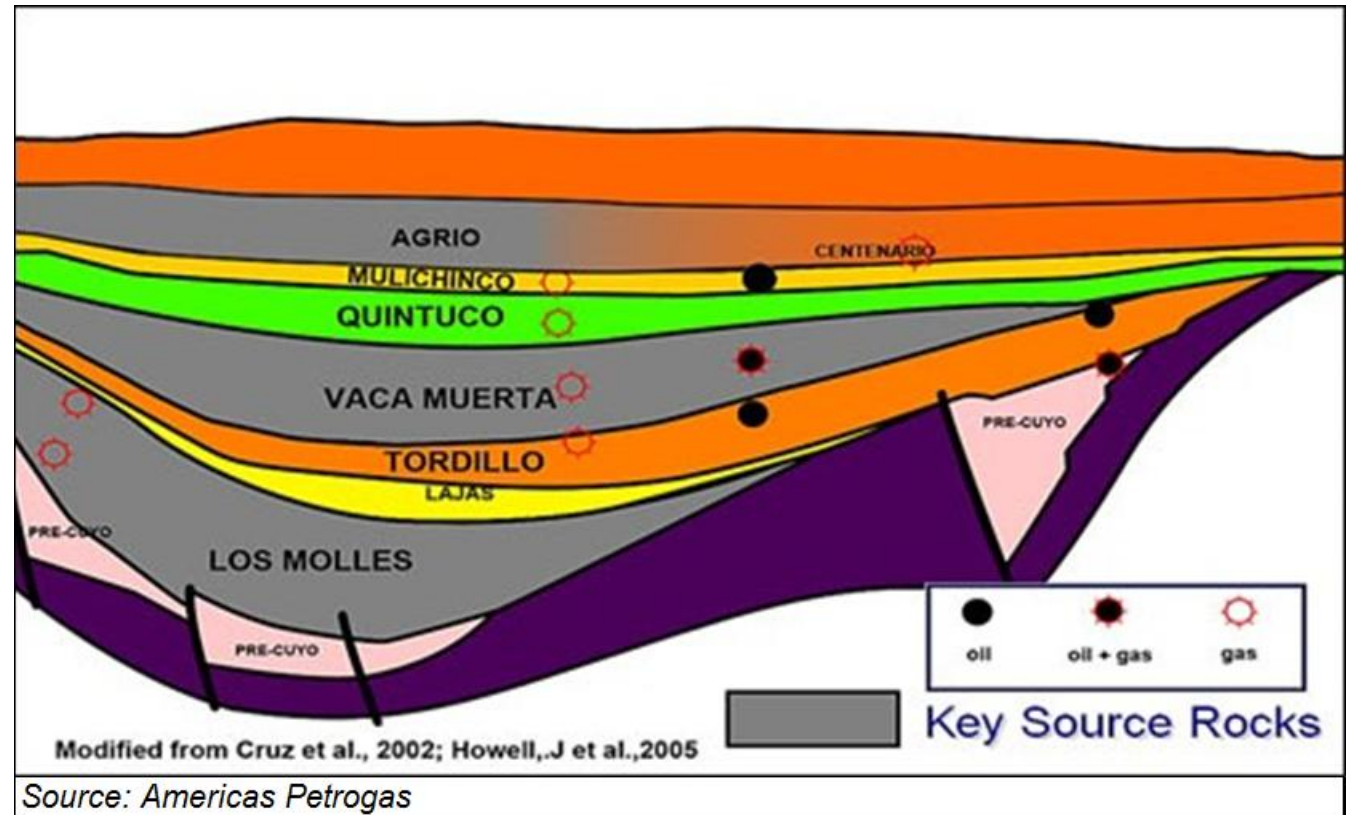 AGRIO
CENTENARIO
MULICHINCO
QUINTUCO
VACA MUERTA
PRE-CUYO
TORDILLO
LAJAS
PRE-CUYO
LOS MOLLES
PRE-CUYO
oil
oil + gas
gas
Key Source Rocks
Modified from Cruz et al., 2002; Howell,.J et al.,2005
Source: Americas Petrogas